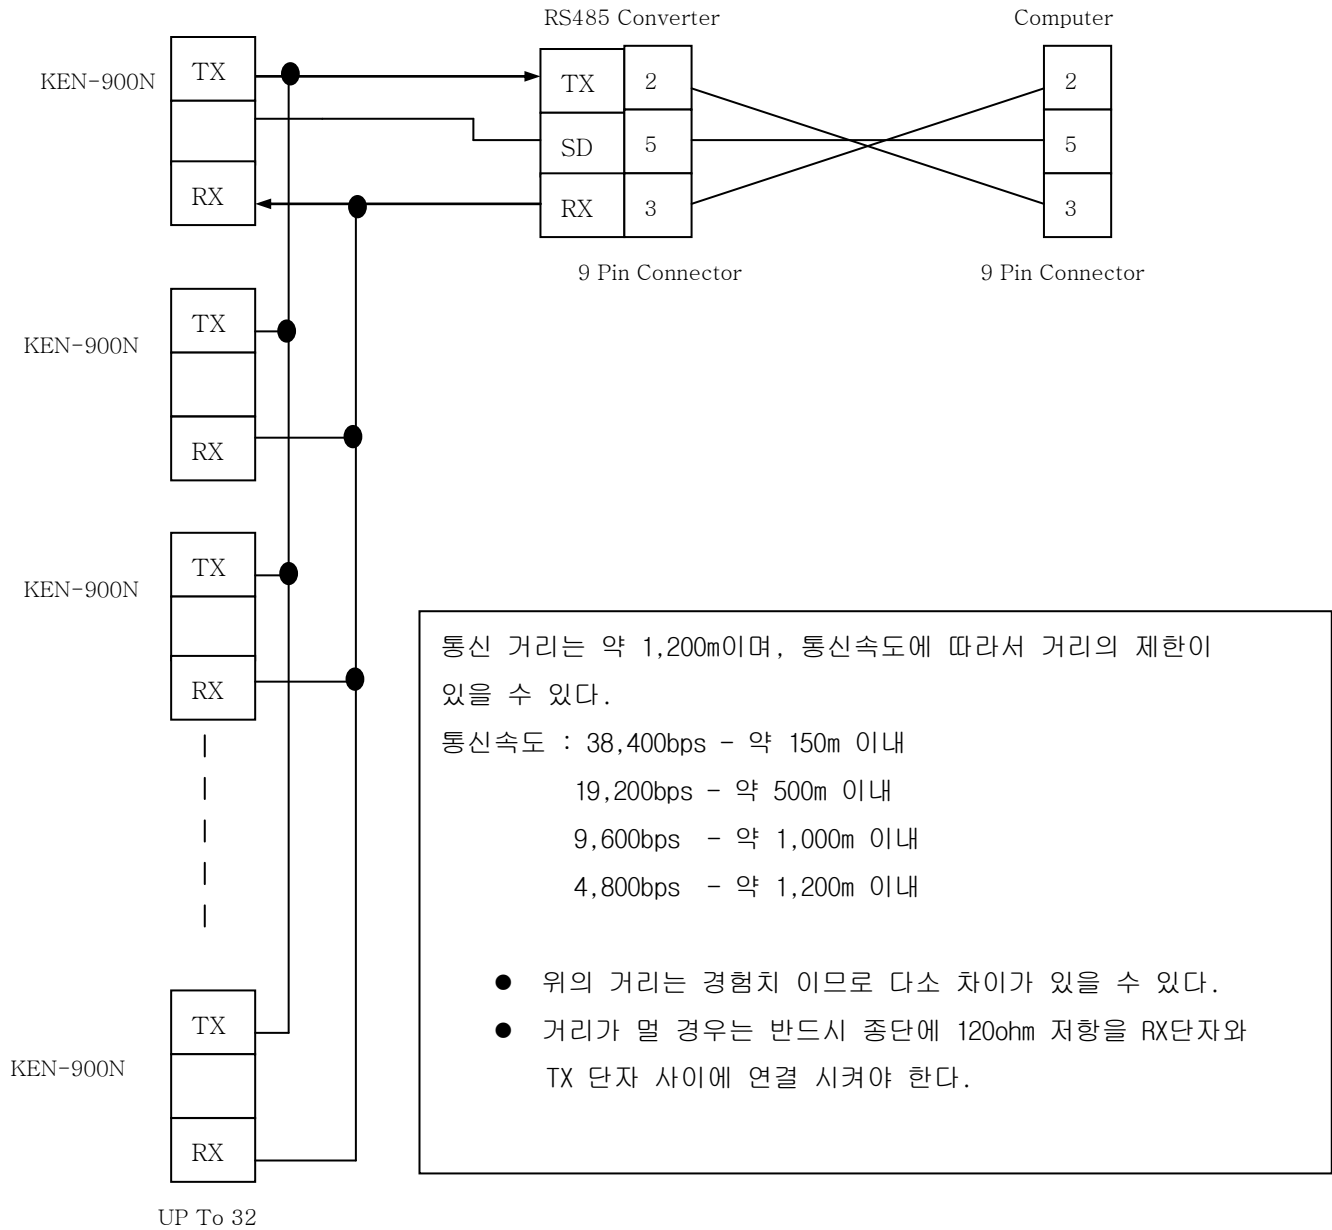 RS485 Converter
Computer
KEN-900N
TX
RX
TX
2
SD
5
RX
3
2
5
3
9 Pin Connector
9 Pin Connector
KEN-900N
TX
RX
KEN-900N
TX
RX
통신 거리는 약 1,200m이며, 통신속도에 따라서 거리의 제한이
있을 수 있다.
통신속도 : 38,400bps - 약 150m 이내
19,200bps - 약 500m 이내
9,600bps - 약 1,000m 이내
4,800bps - 약 1,200m 이내
● 위의 거리는 경험치 이므로 다소 차이가 있을 수 있다.
● 거리가 멀 경우는 반드시 종단에 120ohm 저항을 RX단자와
TX 단자 사이에 연결 시켜야 한다.
KEN-900N
TX
RX
UP To 32